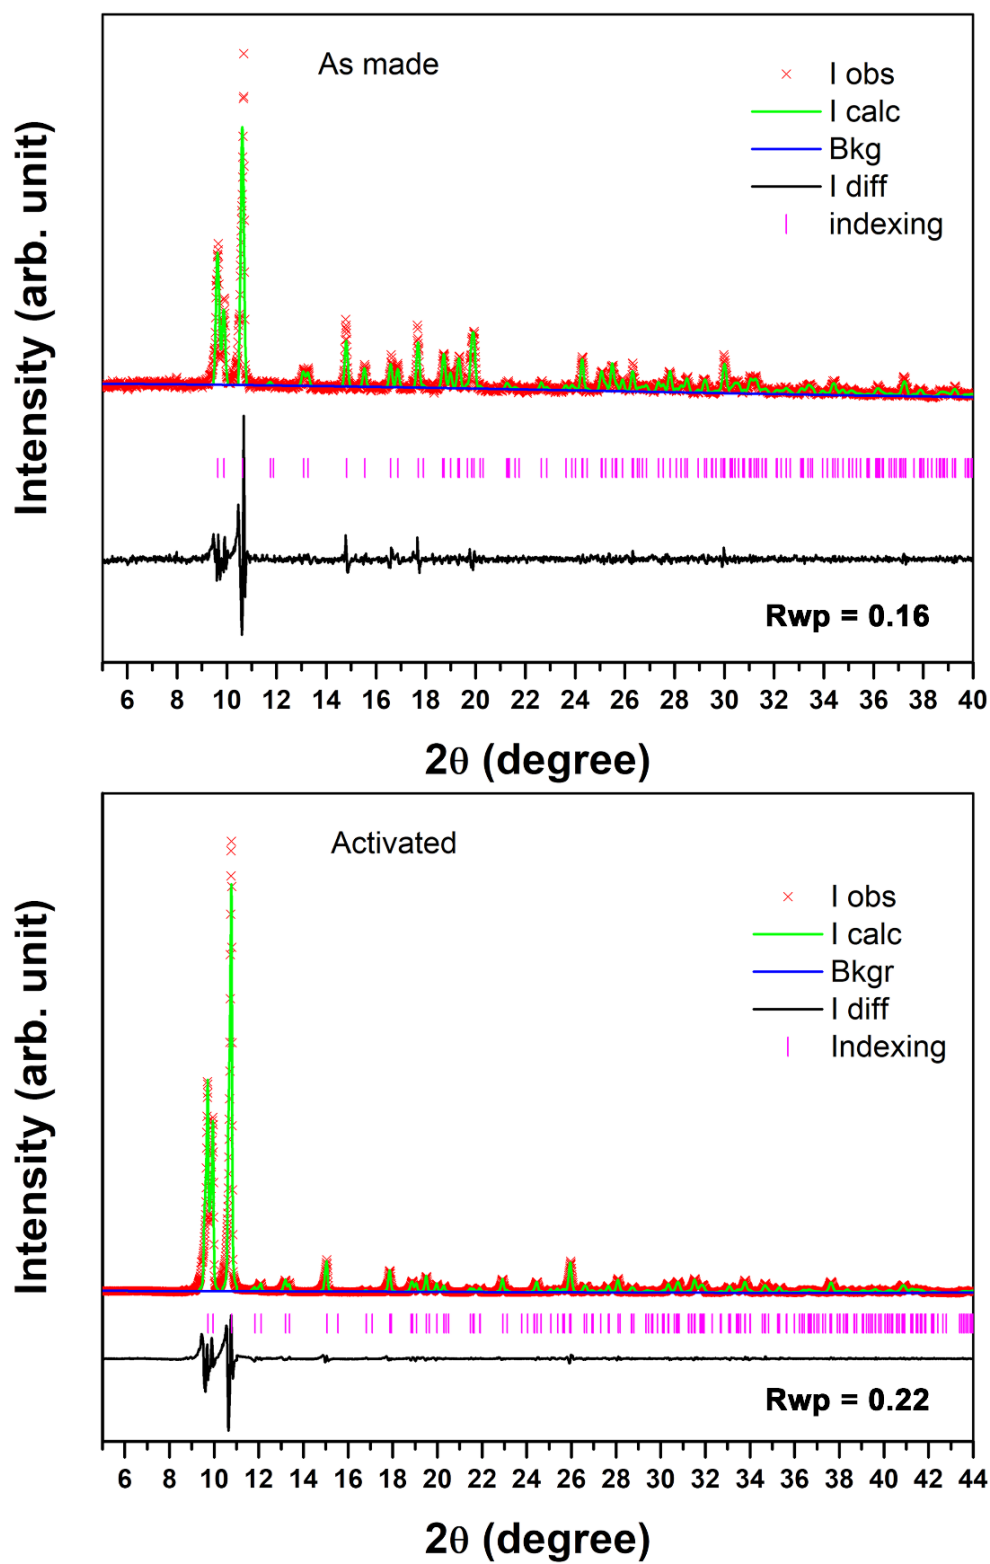 As made
I obs
I calc
Bkg
I diff
indexing
Intensity (arb. unit)
Rwp = 0.16
6 8 10 12 14 16 18 20 22 24 26 28 30 32 34 36 38 40
2θ (degree)
Activated
I obs
I calc
Bkgr
I diff
Indexing
Intensity (arb. unit)
Rwp = 0.22
6 8 10 12 14 16 18 20 22 24 26 28 30 32 34 36 38 40 42 44
2θ (degree)